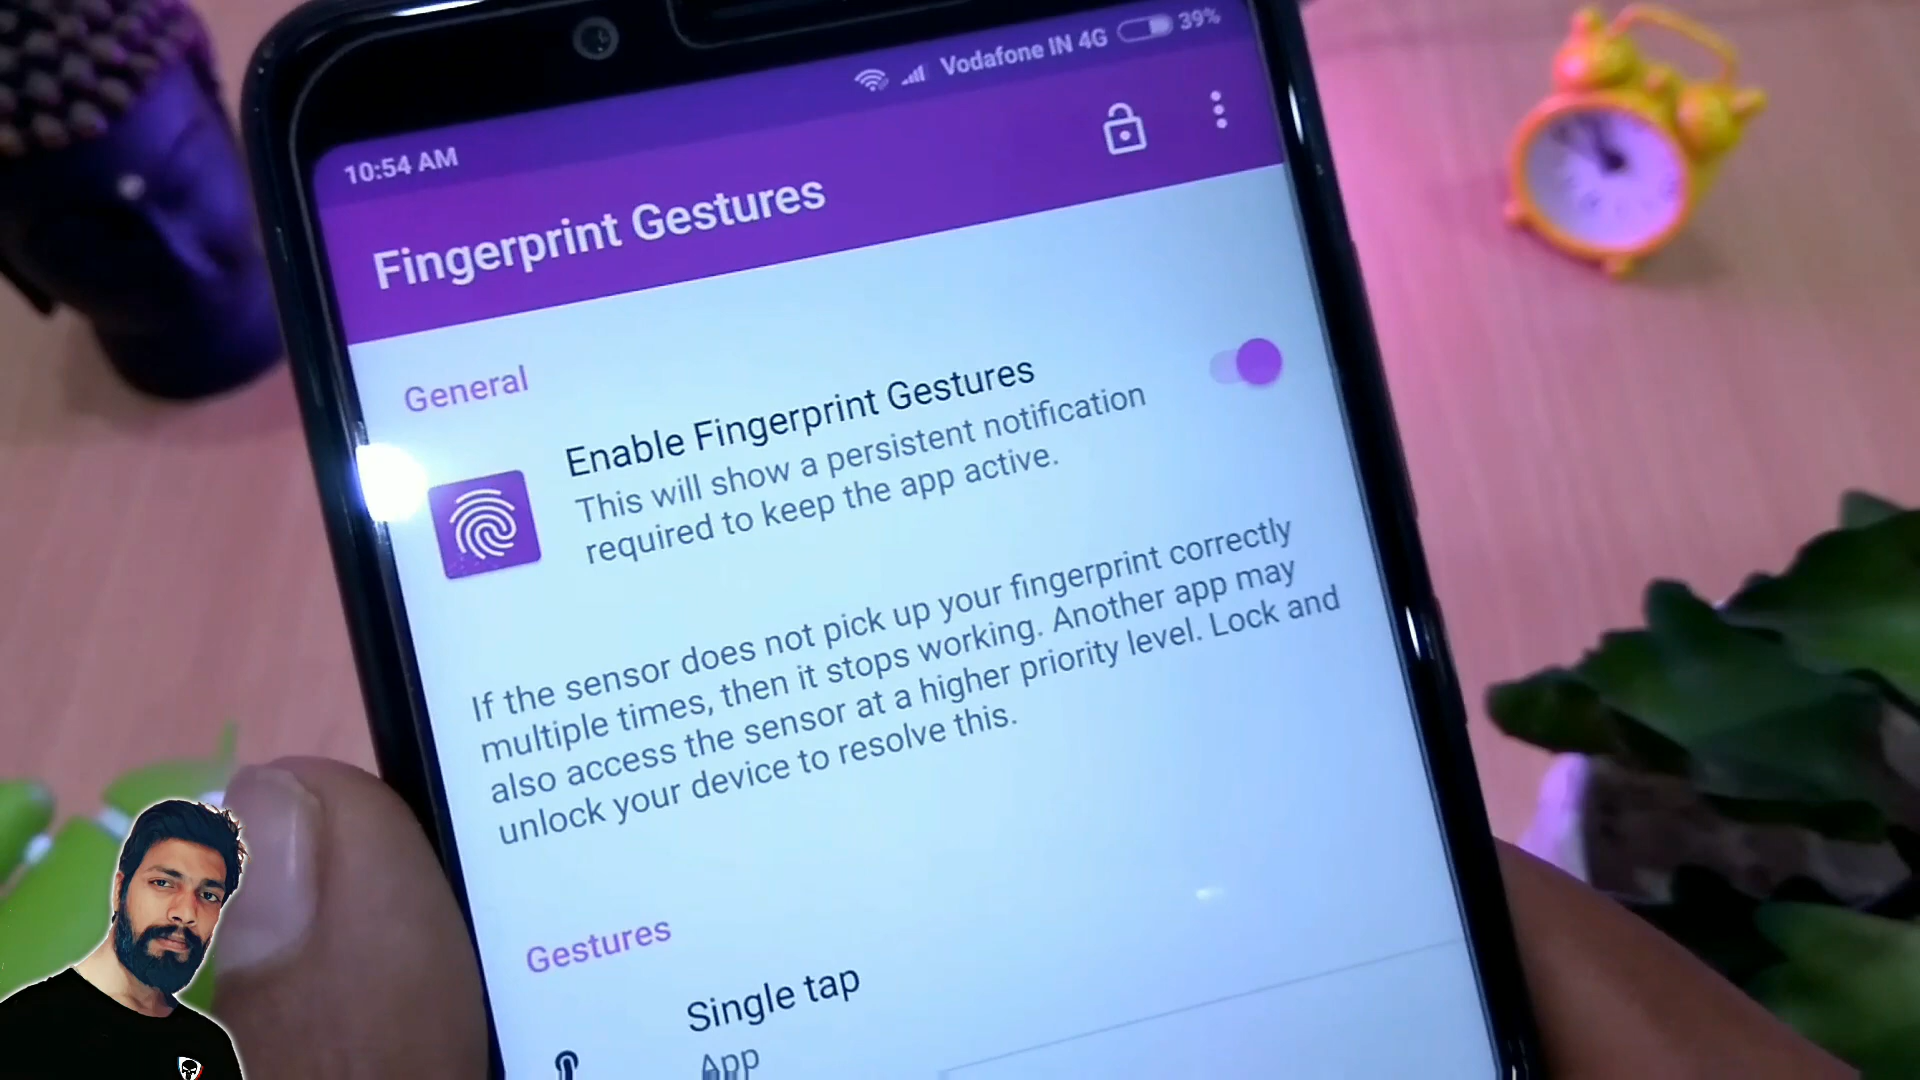 10:54 AM
Vodafone IN 4G 39%
Fingerprint Gestures
General
Enable Fingerprint Gestures
This will show a persistent notification
required to keep the app active.
If the sensor does not pick up your fingerprint correctly
multiple times, then it stops working. Another app may
also access the sensor at a higher priority level. Lock and
unlock your device to resolve this.
Gestures
Single tap
App